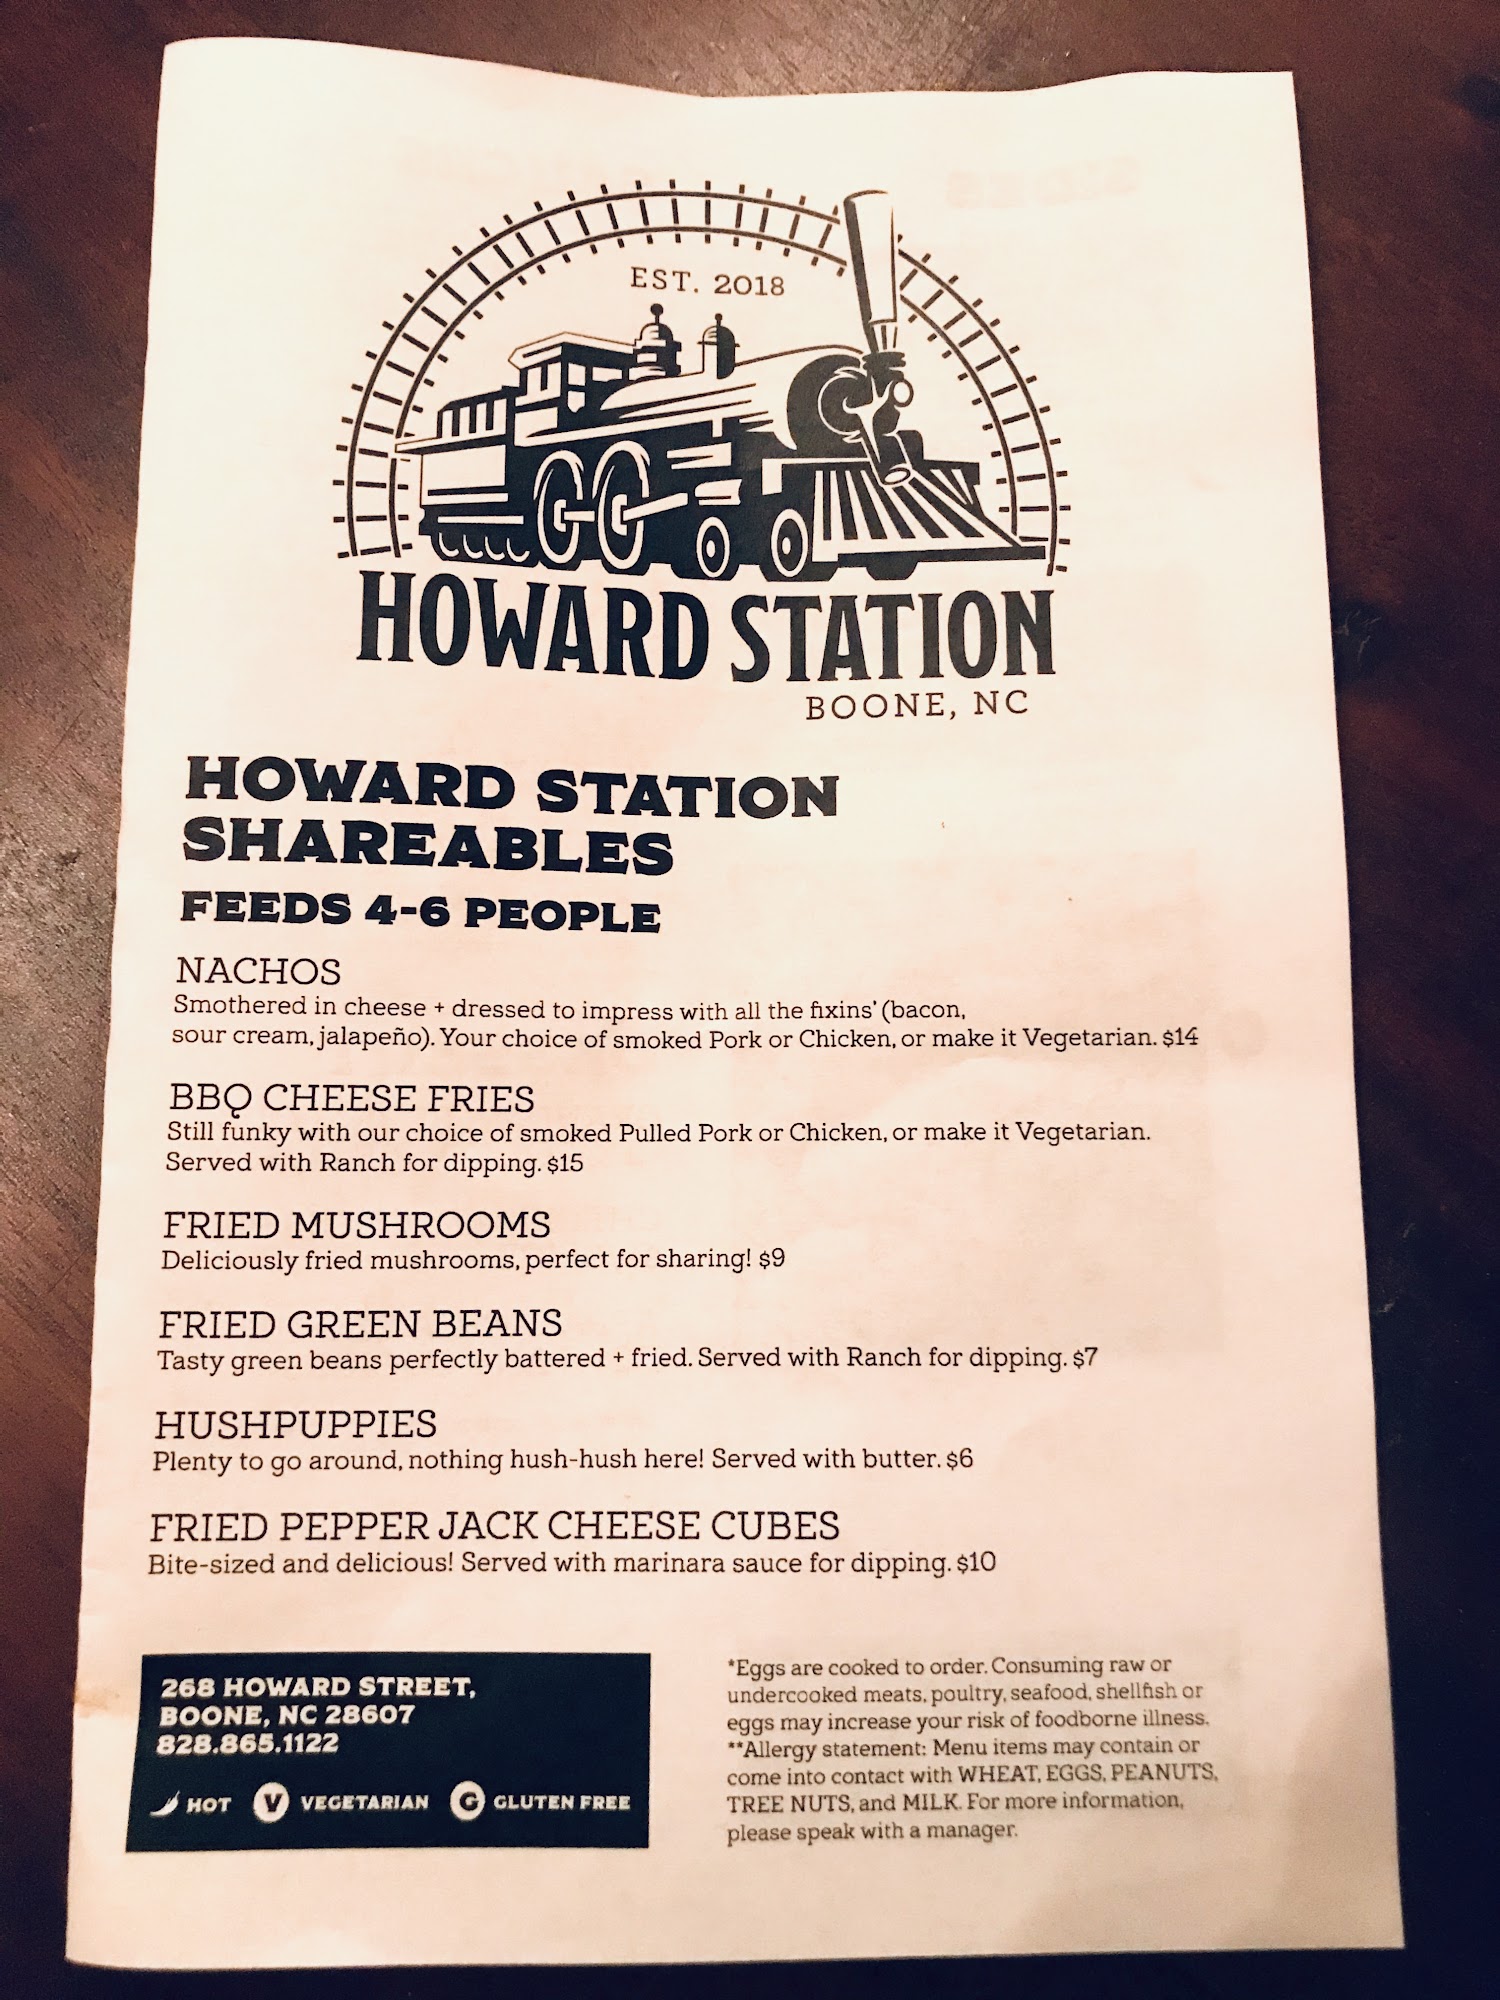 EST. 2018
HOWARD STATION
BOONE, NC
HOWARD STATION
SHAREABLES
FEEDS 4-6 PEOPLE
NACHOS
Smothered in cheese + dressed to impress with all the fixins' (bacon,
sour cream, jalapeño). Your choice of smoked Pork or Chicken, or make it Vegetarian. $14
BBQ CHEESE FRIES
Still funky with our choice of smoked Pulled Pork or Chicken, or make it Vegetarian.
Served with Ranch for dipping. $15
FRIED MUSHROOMS
Deliciously fried mushrooms, perfect for sharing! $9
FRIED GREEN BEANS
Tasty green beans perfectly battered + fried. Served with Ranch for dipping. $7
HUSHPUPPIES
Plenty to go around, nothing hush-hush here! Served with butter. $6
FRIED PEPPER JACK CHEESE CUBES
Bite-sized and delicious! Served with marinara sauce for dipping. $10
268 HOWARD STREET,
BOONE, NC 28607
828.865.1122
HOT V VEGETARIAN G GLUTEN FREE
*Eggs are cooked to order. Consuming raw or
undercooked meats, poultry, seafood, shellfish or
eggs may increase your risk of foodborne illness.
**Allergy statement: Menu items may contain or
come into contact with WHEAT, EGGS, PEANUTS,
TREE NUTS, and MILK. For more information,
please speak with a manager.